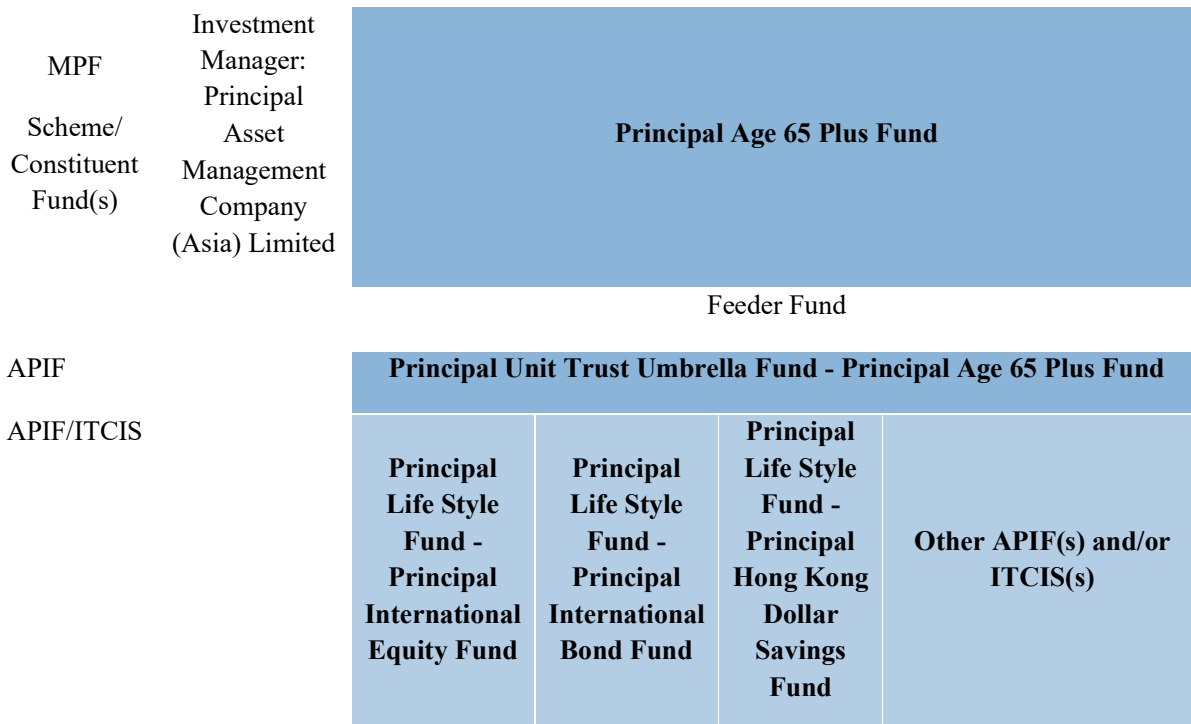 MPF
Scheme/
Constituent
Fund(s)
Investment
Manager:
Principal
Asset
Management
Company
(Asia) Limited
Principal Age 65 Plus Fund
Feeder Fund
APIF
Principal Unit Trust Umbrella Fund - Principal Age 65 Plus Fund
APIF/ITCIS
Principal
Life Style
Fund -
Principal
International
Equity Fund
Principal
Life Style
Fund -
Principal
International
Bond Fund
Principal
Life Style
Fund -
Principal
Hong Kong
Dollar
Savings
Fund
Other APIF(s) and/or
ITCIS(s)